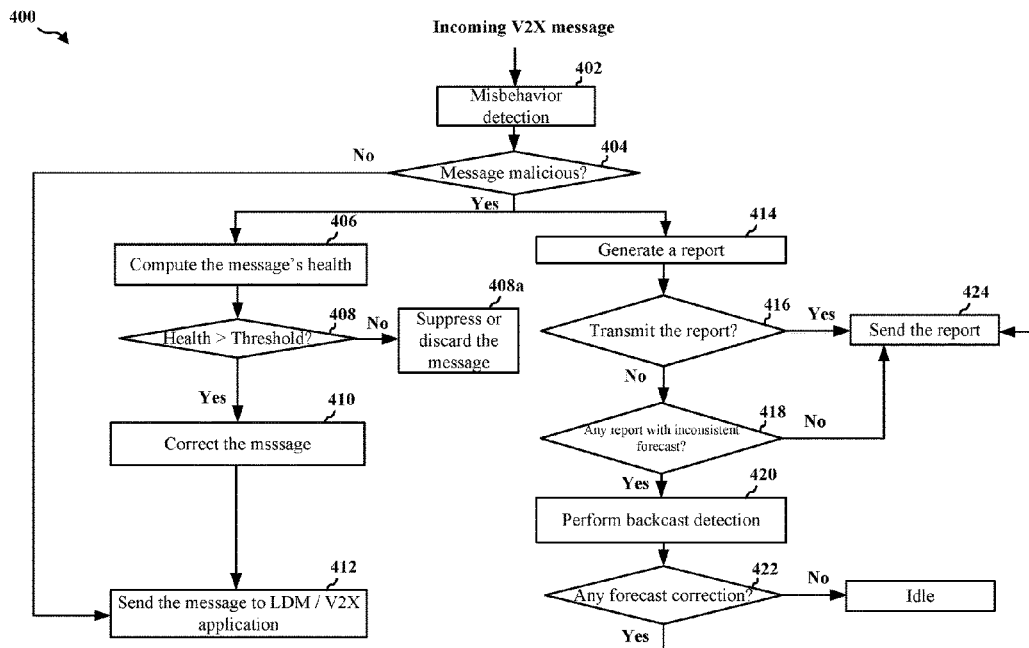 400
Incoming V2X message
402
Misbehavior
detection
404
No
Message malicious?
Yes
406
414
Compute the message's health
Generate a report
408a
408
416
424
Health > Threshold?
No
Suppress or
discard the
message
Transmit the report?
Yes
Send the report
Yes
No
410
418
Correct the msssage
Any report with inconsistent
forecast?
No
Yes
420
Perform backcast detection
412
422
Send the message to LDM / V2X
application
Any forecast correction?
No
Idle
Yes